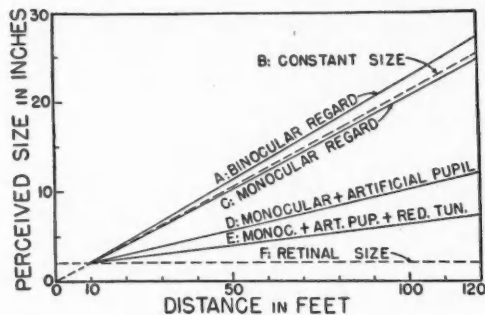 PERCEIVED SIZE IN INCHES
30
20
10
0
B: CONSTANT SIZE
A: BINOCULAR REGARD
C: MONOCULAR REGARD
D: MONOCULAR + ARTIFICIAL PUPIL
E: MONOC. + ART. PUP. + RED. TUN.
F: RETINAL SIZE
0 10 50 100 120
DISTANCE IN FEET